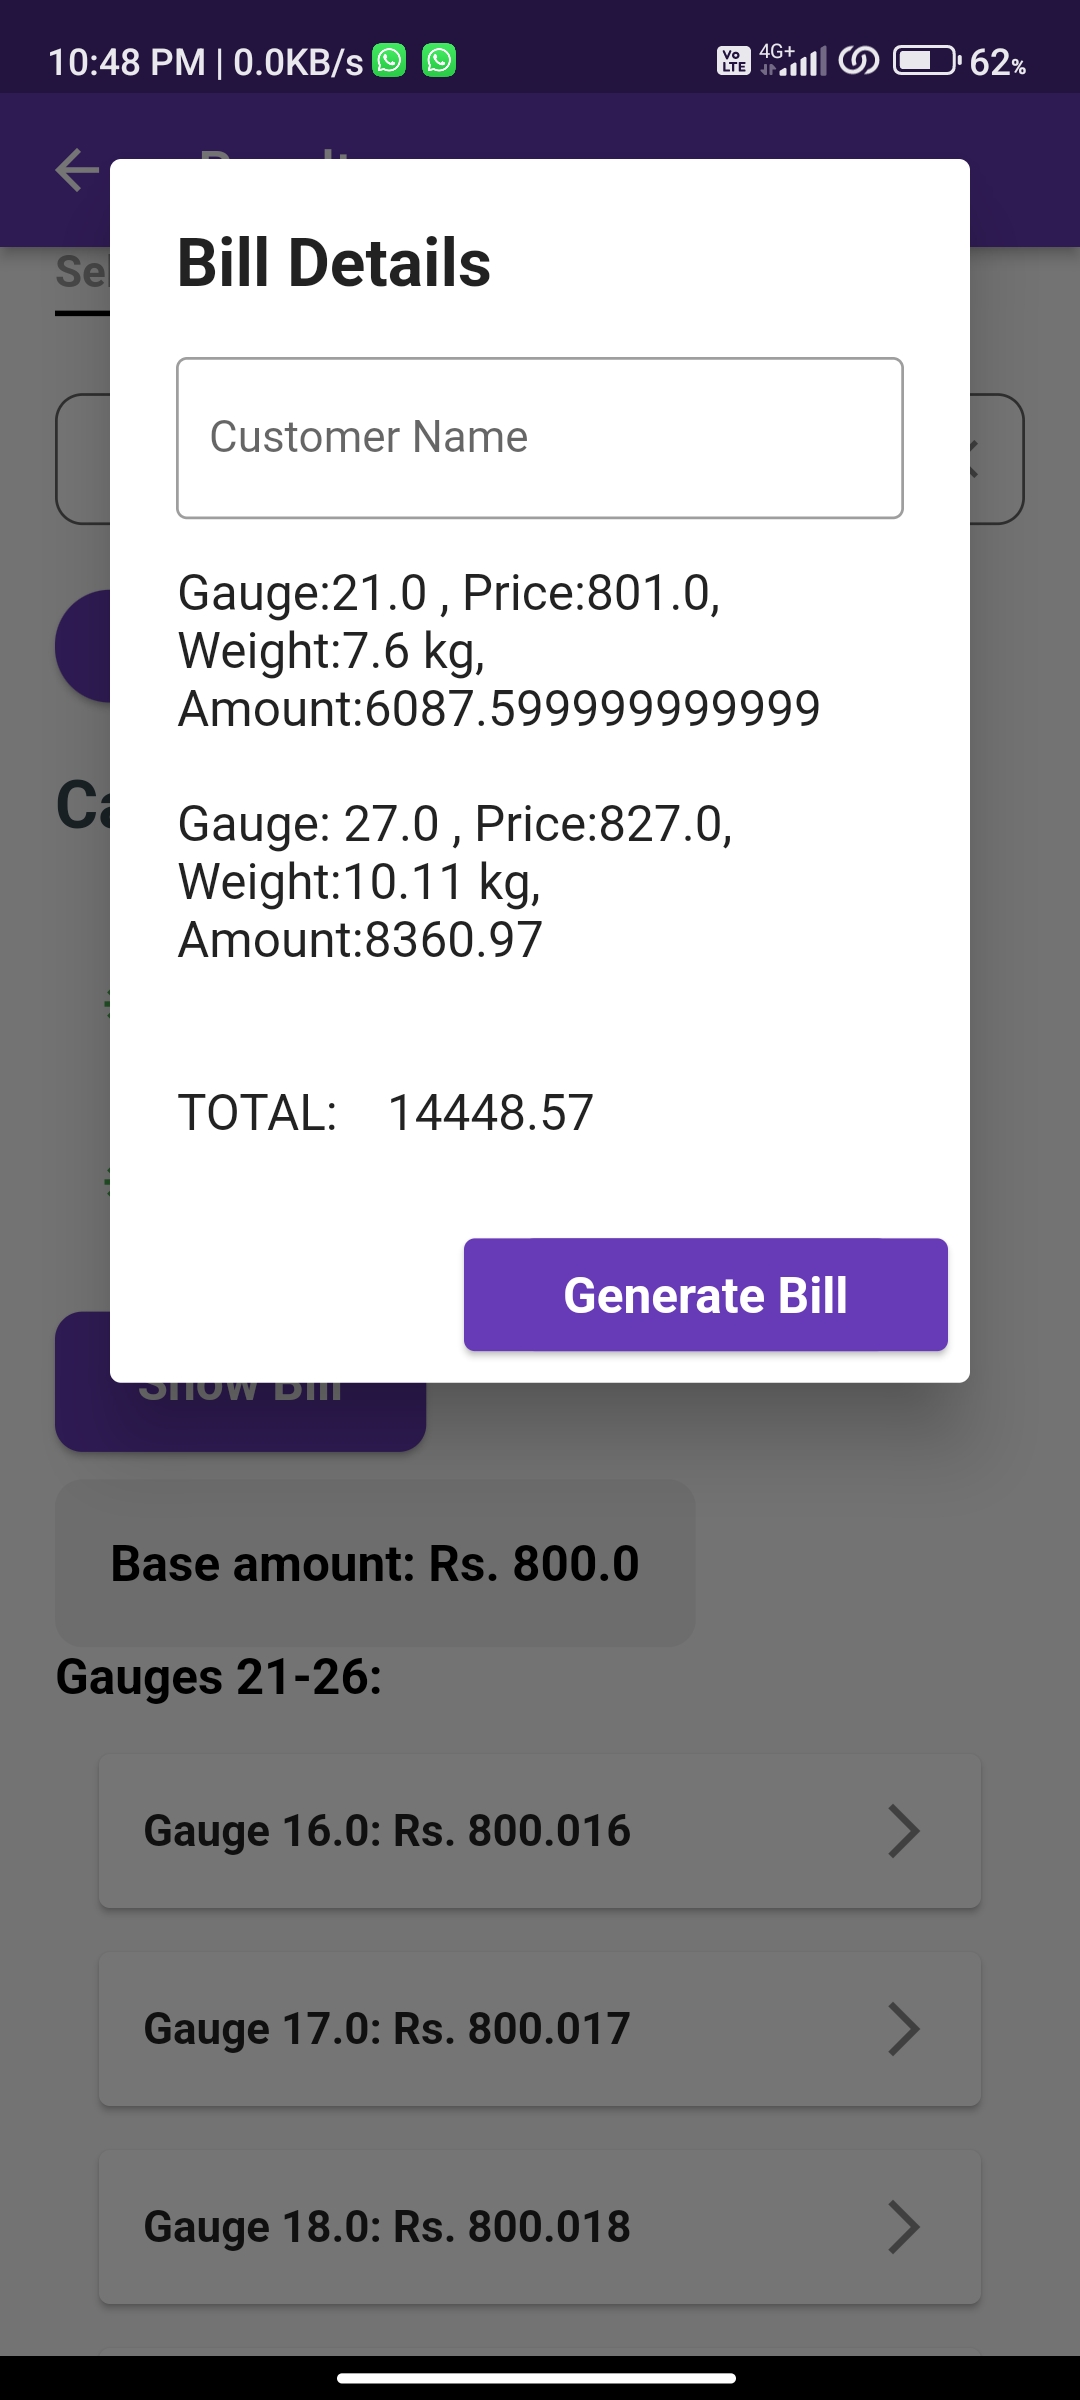 10:48 PM | 0.0KB/s
Vo LTE 4G+ 62%
Bill Details
Customer Name
Gauge:21.0 , Price:801.0,
Weight:7.6 kg,
Amount:6087.599999999999
Gauge: 27.0 , Price:827.0,
Weight:10.11 kg,
Amount:8360.97
TOTAL: 14448.57
Generate Bill
Show Bill
Base amount: Rs. 800.0
Gauges 21-26:
Gauge 16.0: Rs. 800.016
Gauge 17.0: Rs. 800.017
Gauge 18.0: Rs. 800.018